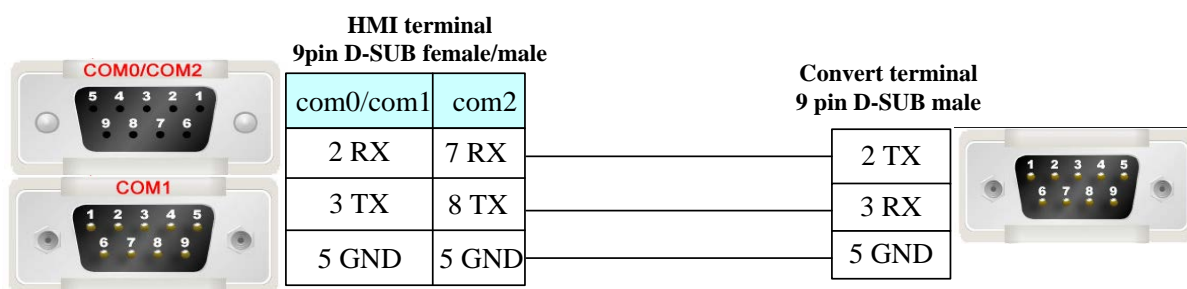 HMI terminal
9pin D-SUB female/male
COM0/COM2
5 4 3 2 1
9 8 7 6
COM1
1 2 3 4 5
6 7 8 9
com0/com1 com2
2 RX 7 RX
3 TX 8 TX
5 GND 5 GND
Convert terminal
9 pin D-SUB male
2 TX
3 RX
5 GND
1 2 3 4 5
6 7 8 9